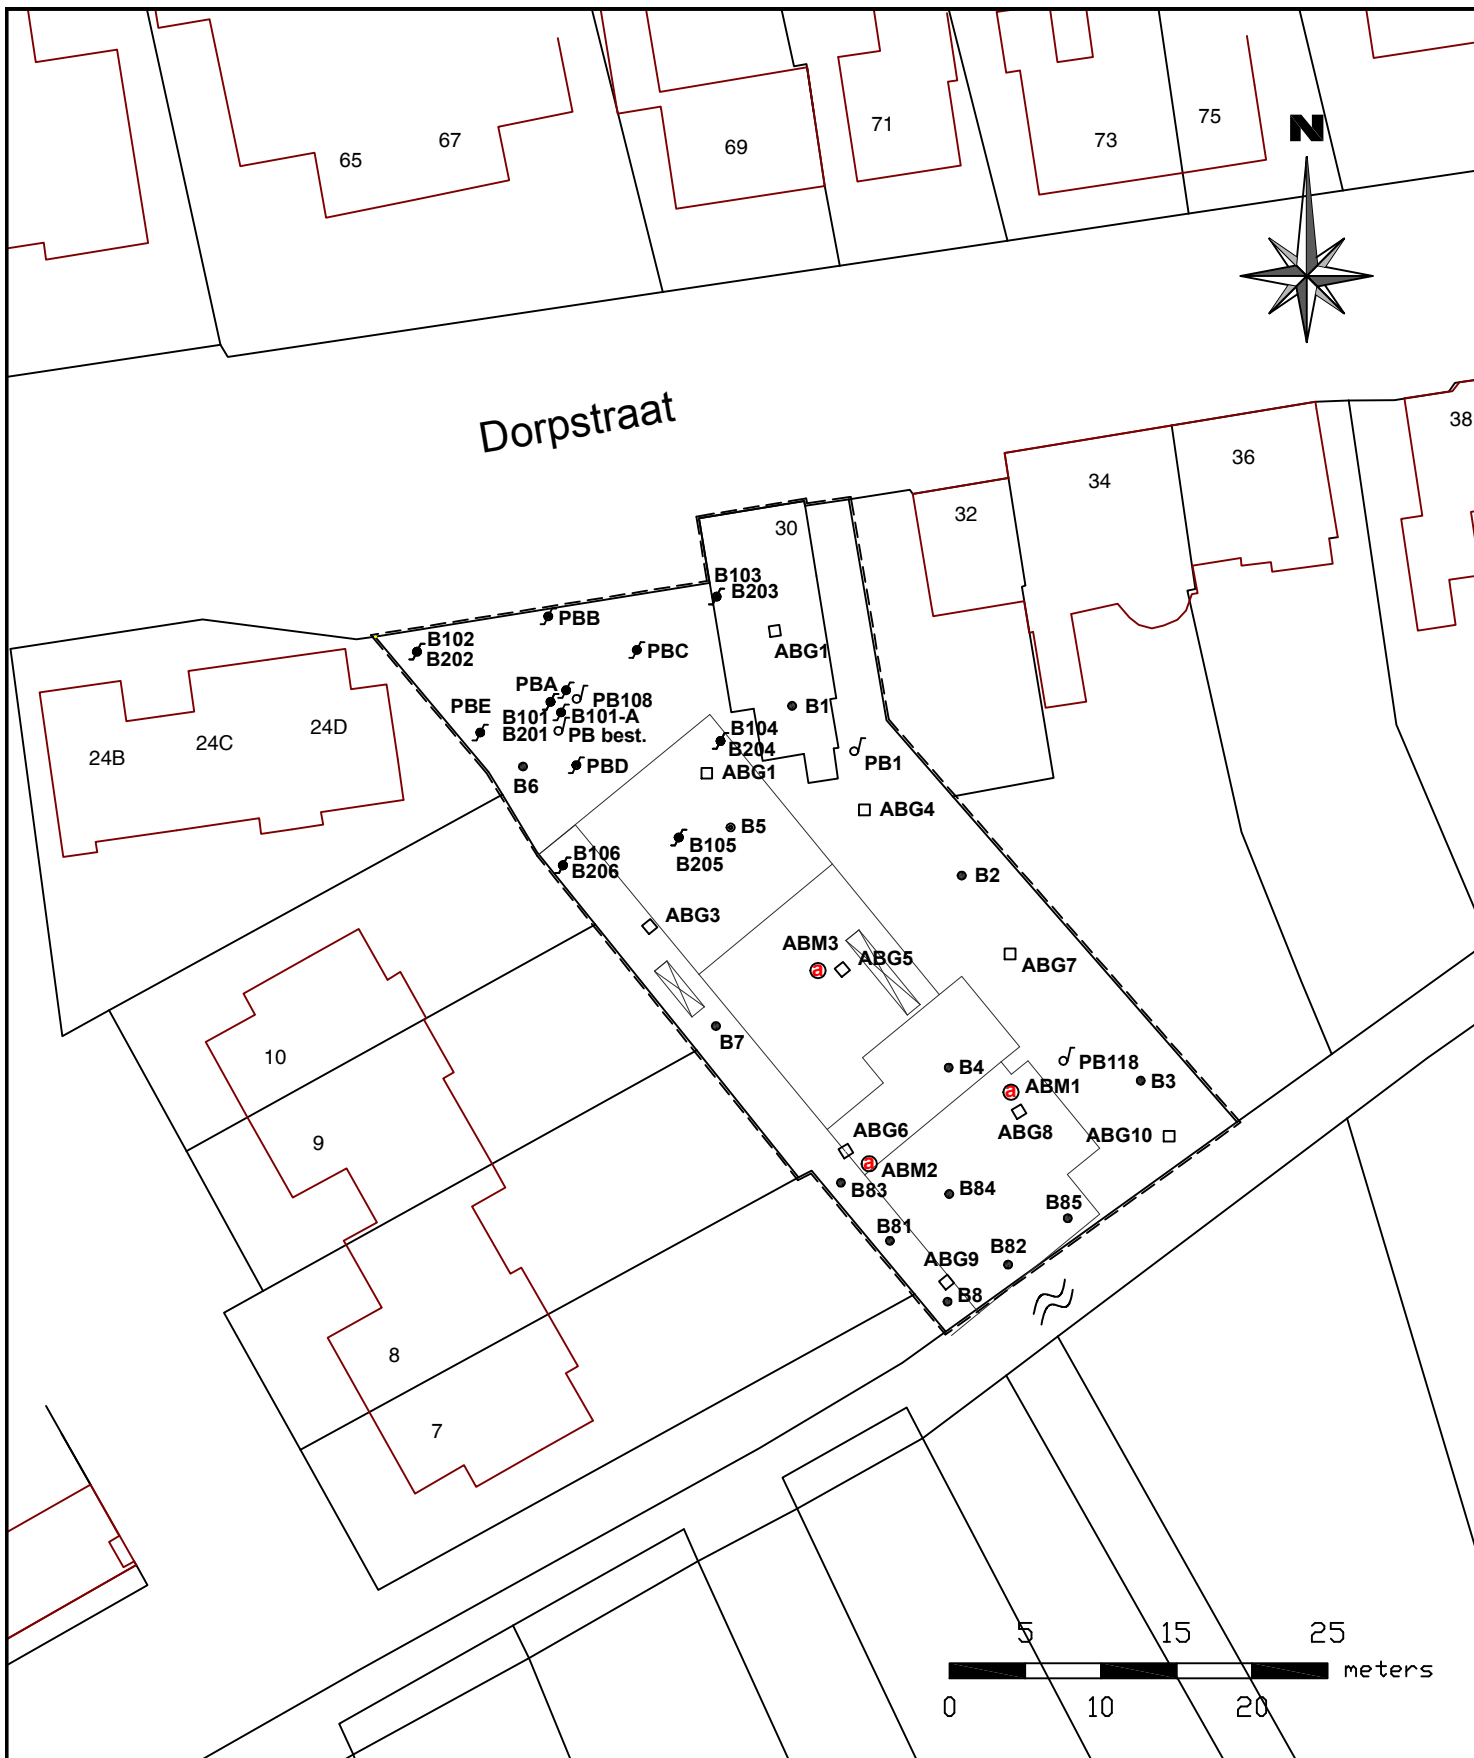 65
67
69
71
73
75
N
Dorpstraat
38
36
34
32
30
B103
B203
PBB
B102
B202
PBC
ABG1
PBA
PB108
PBE
B101
B101-A
B201
PB best.
B1
B104
B204
PB1
24B
24C
24D
B6
PBD
ABG1
ABG4
B5
B105
B205
B106
B206
B2
ABG3
ABM3
a
ABG5
ABG7
B7
10
B4
PB118
B3
a
ABM1
ABG8
ABG10
9
ABG6
a
ABM2
B83
B84
B85
B81
B82
ABG9
B8
8
7
5
15
25
meters
0
10
20